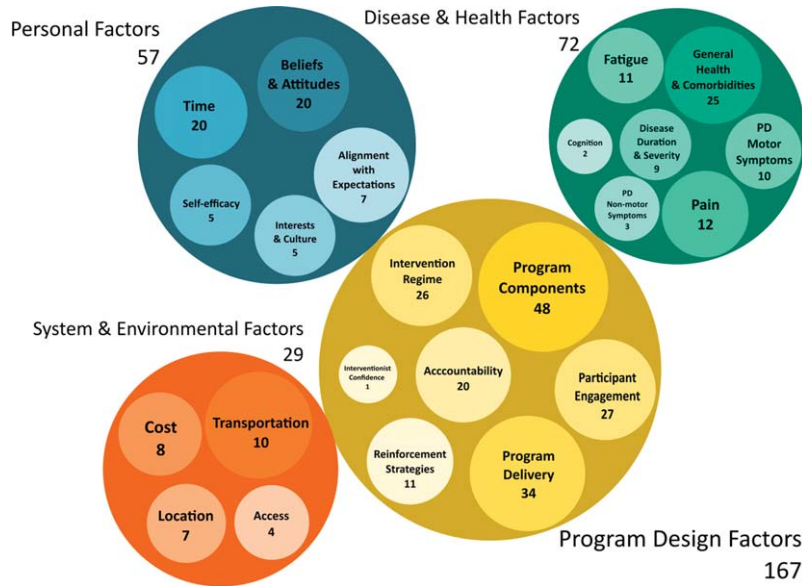 Personal Factors
57
Beliefs
& Attitudes
20
Time
20
Alignment
with
Expectations
7
Self-efficacy
5
Interests
& Culture
5
Disease & Health Factors
72
Fatigue
11
General
Health
& Comorbidities
25
Cognition
2
Disease
Duration
& Severity
9
PD
Motor
Symptoms
10
PD
Non-motor
Symptoms
3
Pain
12
System & Environmental Factors
29
Cost
8
Transportation
10
Location
7
Access
4
Intervention
Regime
26
Program
Components
48
Interventionist
Confidence
1
Acccountability
20
Participant
Engagement
27
Reinforcement
Strategies
11
Program
Delivery
34
Program Design Factors
167